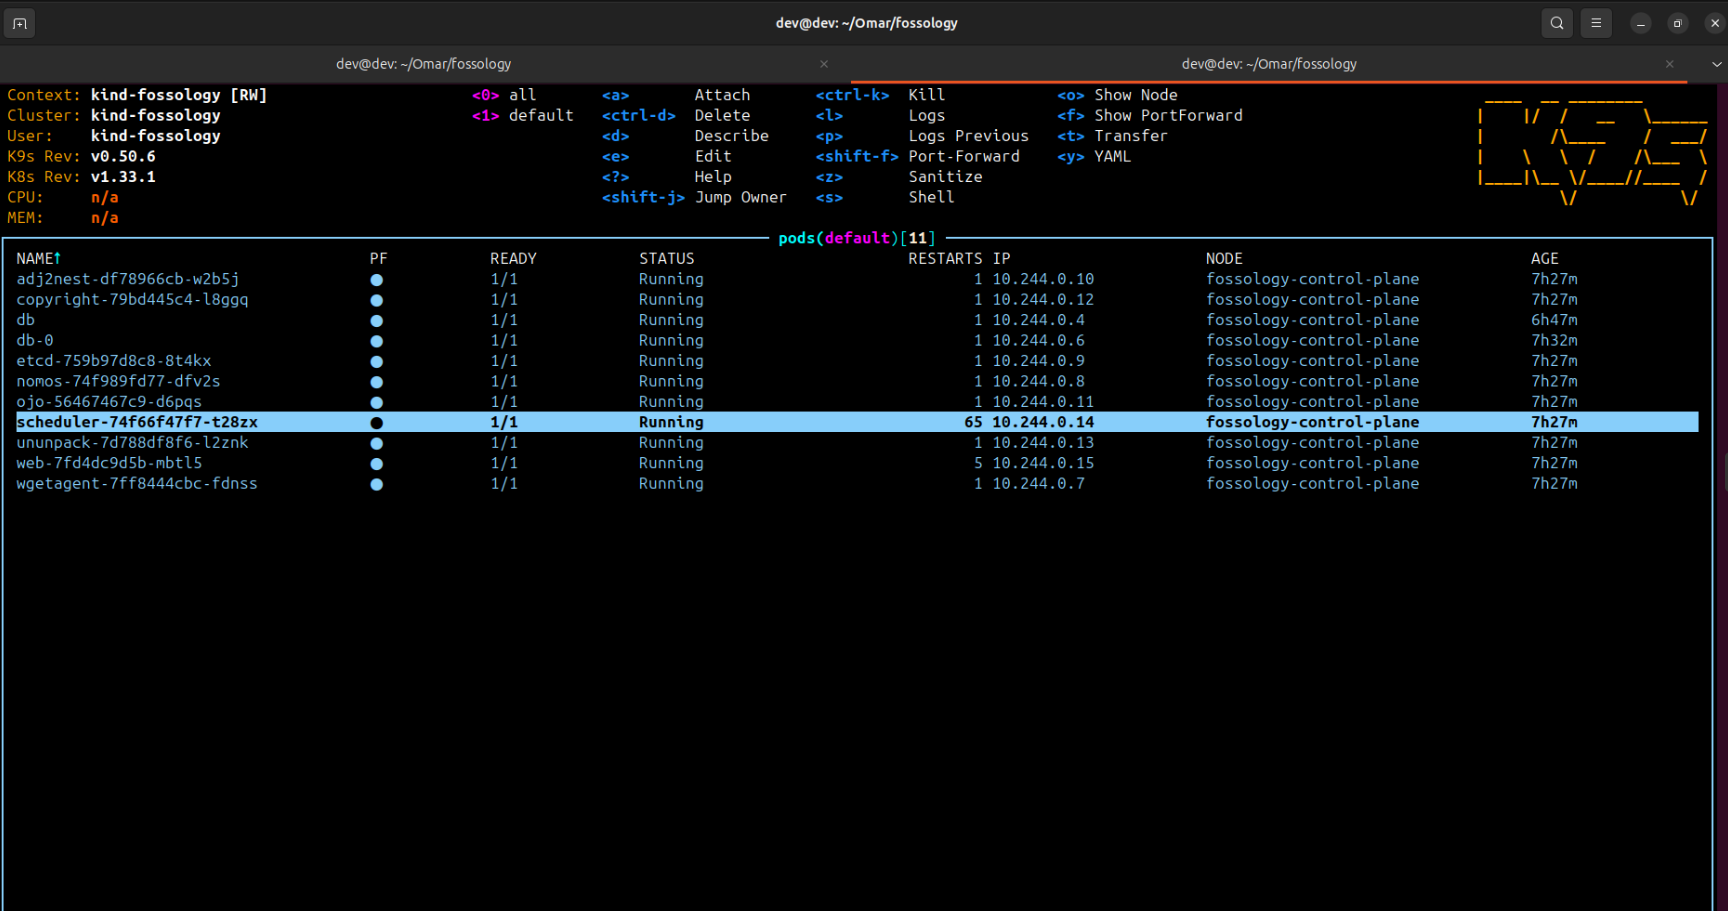 dev@dev: ~/Omar/fossology
dev@dev: ~/Omar/fossology dev@dev: ~/Omar/fossology
Context: kind-fossology [RW] <0> all <a> Attach <ctrl-k> Kill <o> Show Node
Cluster: kind-fossology <1> default <ctrl-d> Delete <l> Logs <f> Show PortForward
User: kind-fossology <d> Describe <p> Logs Previous <t> Transfer
K9s Rev: v0.50.6 <e> Edit <shift-f> Port-Forward <y> YAML
K8s Rev: v1.33.1 <?> Help <z> Sanitize
CPU: n/a <shift-j> Jump Owner <s> Shell
MEM: n/a
K9s
pods(default)[11]
NAME↑ PF READY STATUS RESTARTS IP NODE AGE
adj2nest-df78966cb-w2b5j ● 1/1 Running 1 10.244.0.10 fossology-control-plane 7h27m
copyright-79bd445c4-l8ggq ● 1/1 Running 1 10.244.0.12 fossology-control-plane 7h27m
db ● 1/1 Running 1 10.244.0.4 fossology-control-plane 6h47m
db-0 ● 1/1 Running 1 10.244.0.6 fossology-control-plane 7h32m
etcd-759b97d8c8-8t4kx ● 1/1 Running 1 10.244.0.9 fossology-control-plane 7h27m
nomos-74f989fd77-dfv2s ● 1/1 Running 1 10.244.0.8 fossology-control-plane 7h27m
ojo-56467467c9-d6pqs ● 1/1 Running 1 10.244.0.11 fossology-control-plane 7h27m
scheduler-74f66f47f7-t28zx ● 1/1 Running 65 10.244.0.14 fossology-control-plane 7h27m
ununpack-7d788df8f6-l2znk ● 1/1 Running 1 10.244.0.13 fossology-control-plane 7h27m
web-7fd4dc9d5b-mbtl5 ● 1/1 Running 5 10.244.0.15 fossology-control-plane 7h27m
wgetagent-7ff8444cbc-fdnss ● 1/1 Running 1 10.244.0.7 fossology-control-plane 7h27m